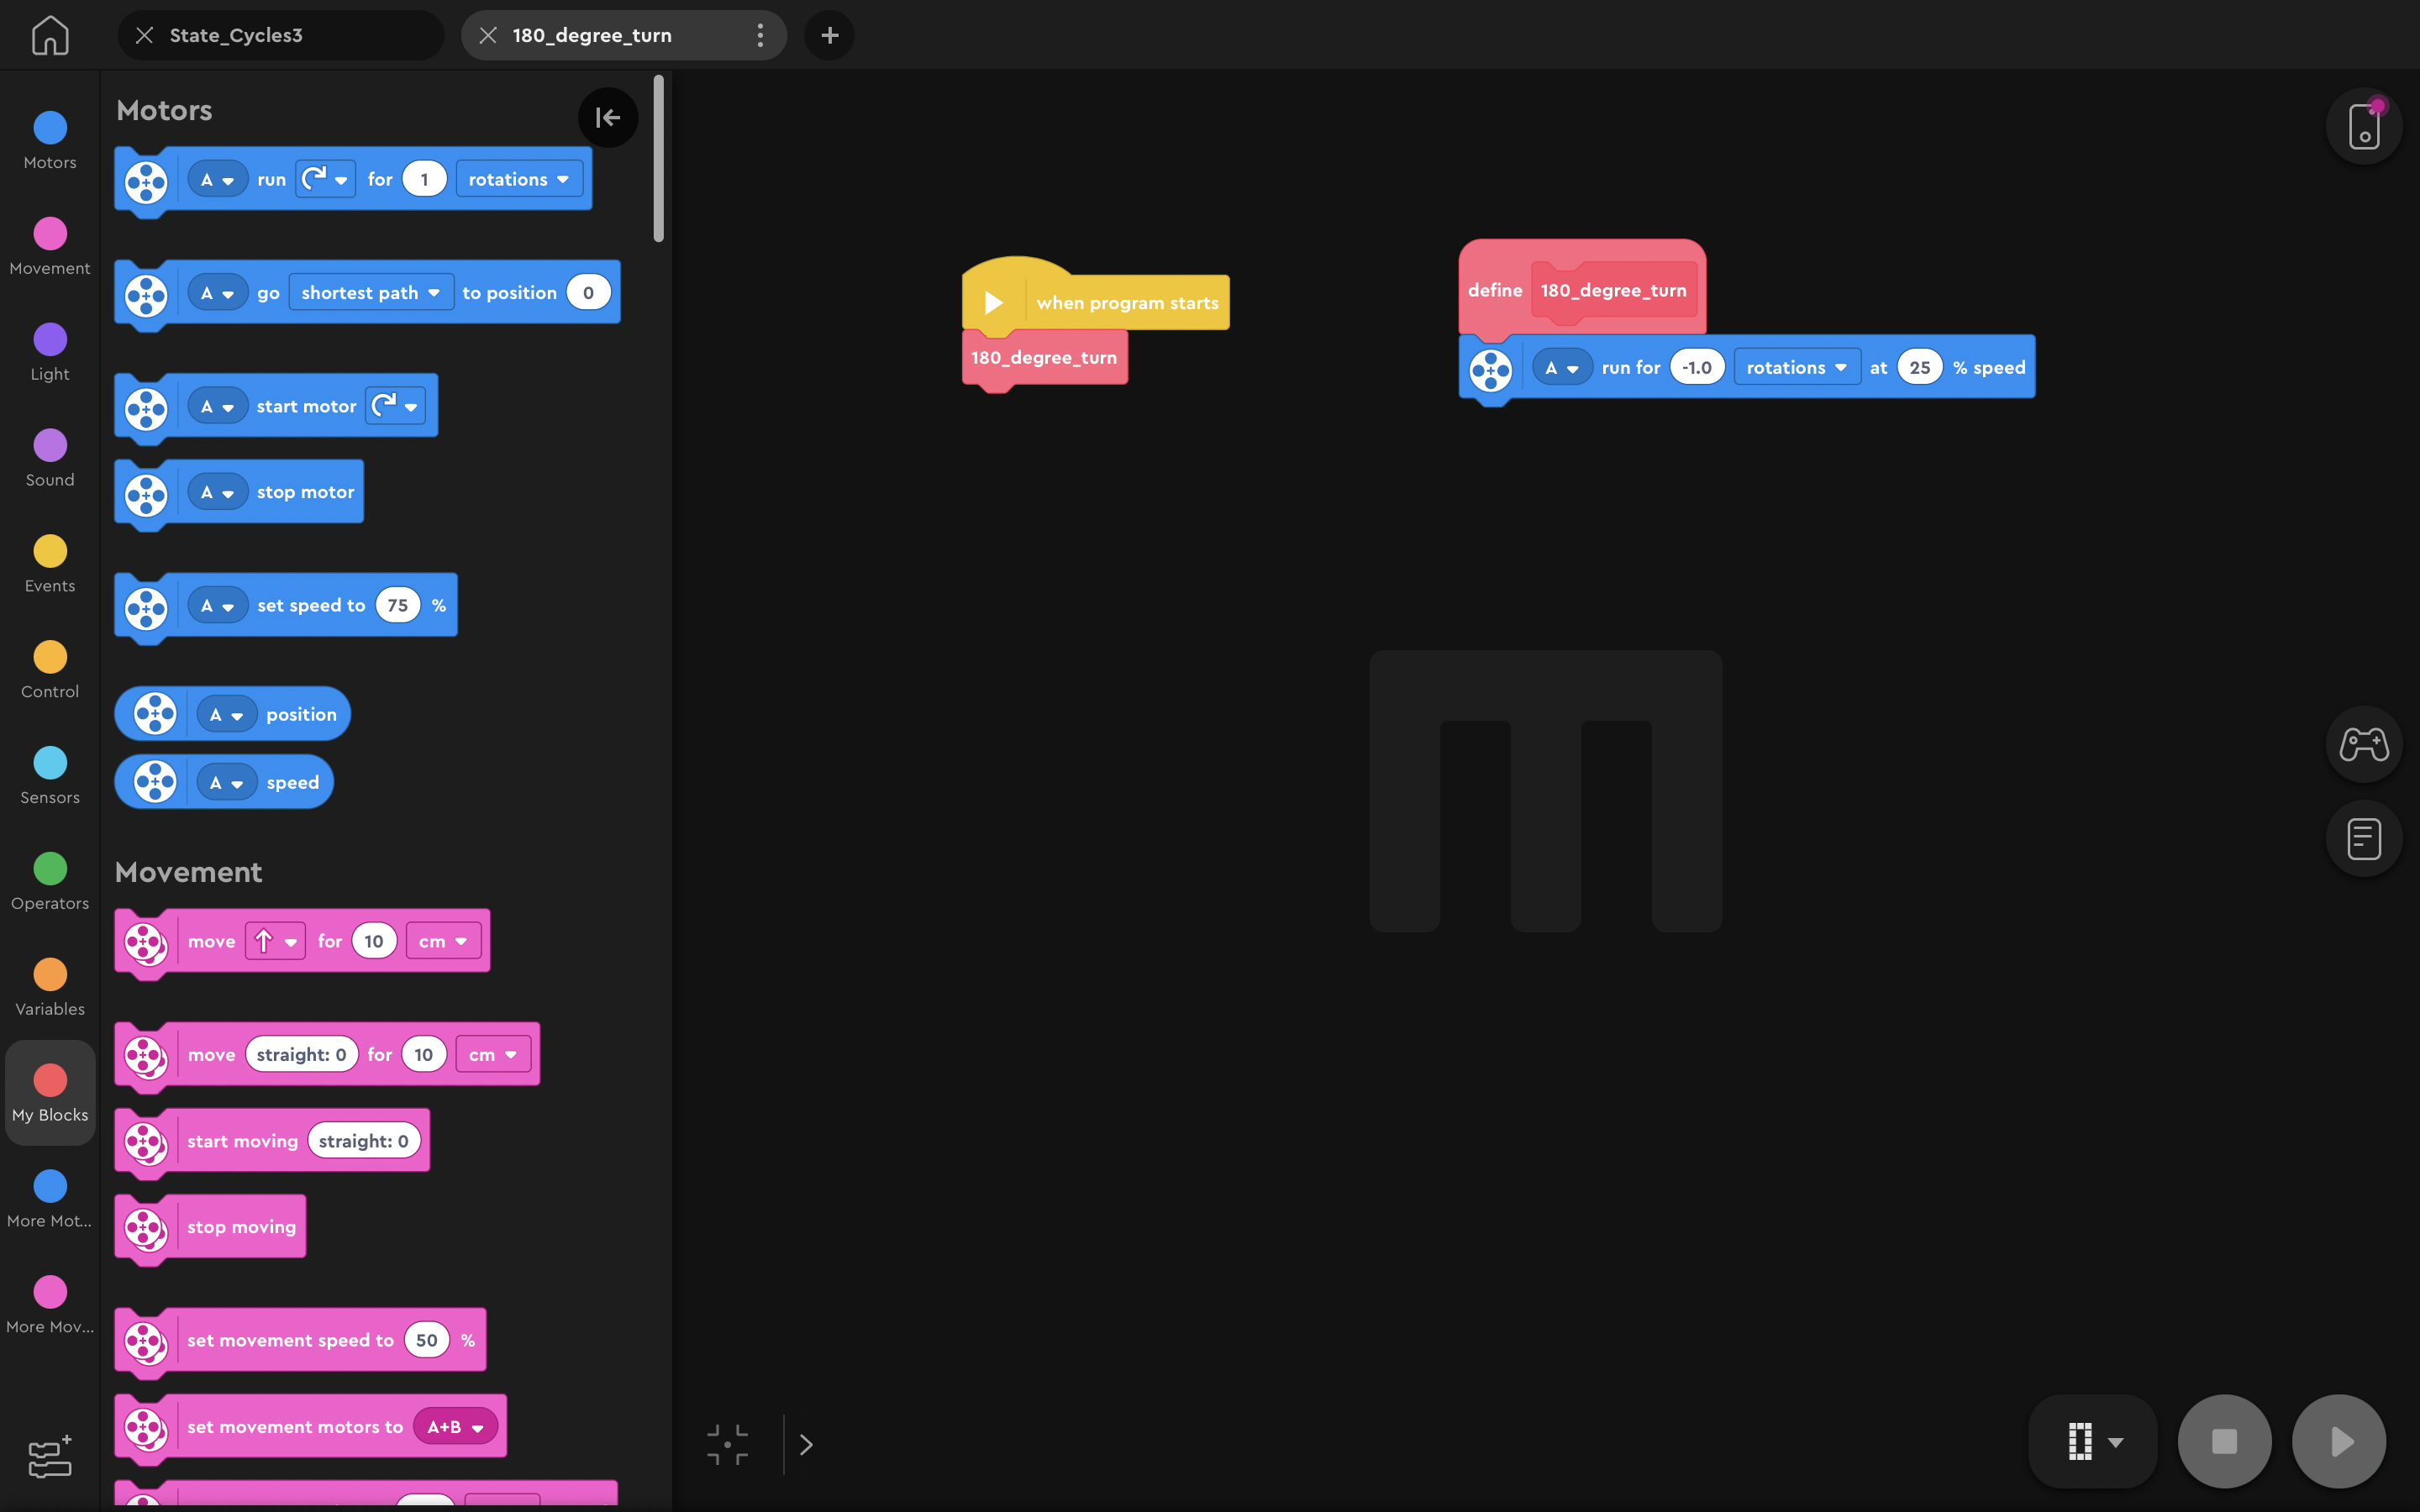 State_Cycles3
180_degree_turn
Motors
Movement
Light
Sound
Events
Control
Sensors
Operators
Variables
My Blocks
More Mot...
More Mov...
Motors
A run for 1 rotations
A go shortest path to position 0
A start motor
A stop motor
A set speed to 75 %
A position
A speed
Movement
move for 10 cm
move straight: 0 for 10 cm
start moving straight: 0
stop moving
set movement speed to 50 %
set movement motors to A+B
when program starts
180_degree_turn
define 180_degree_turn
A run for -1.0 rotations at 25 % speed